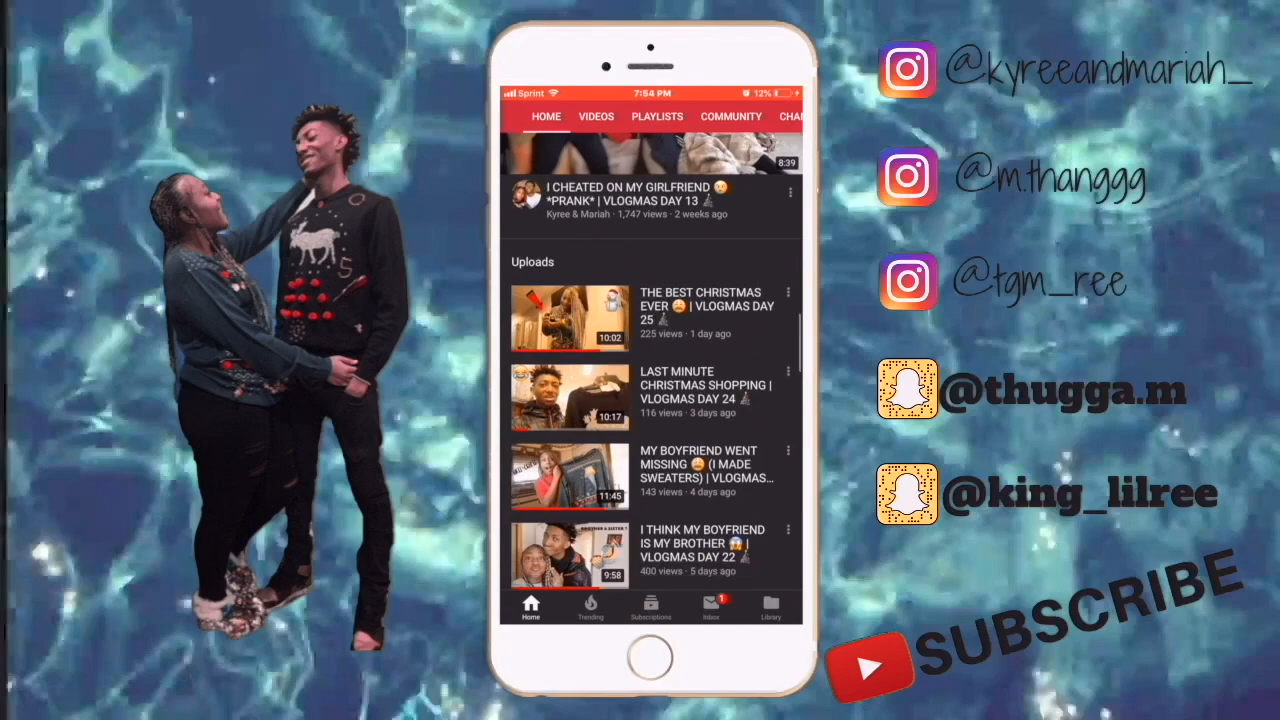 Sprint 7:54 PM 12%
HOME VIDEOS PLAYLISTS COMMUNITY CHA
8:39
I CHEATED ON MY GIRLFRIEND 😢
*PRANK* | VLOGMAS DAY 13 🎄
Kyree & Mariah · 1,747 views · 2 weeks ago
Uploads
THE BEST CHRISTMAS
EVER 😩 | VLOGMAS DAY
25 🎄
225 views · 1 day ago
10:02
LAST MINUTE
CHRISTMAS SHOPPING |
VLOGMAS DAY 24 🎄
116 views · 3 days ago
10:17
MY BOYFRIEND WENT
MISSING 😩 (I MADE
SWEATERS) | VLOGMAS...
143 views · 4 days ago
11:45
I THINK MY BOYFRIEND
IS MY BROTHER 😱 |
VLOGMAS DAY 22 🎄
400 views · 5 days ago
9:58
Home Trending Subscriptions Inbox 1 Library
@kyreeandmariah_
@m.thanggg
@tgm_ree
@thugga.m
@king_lilree
SUBSCRIBE
5